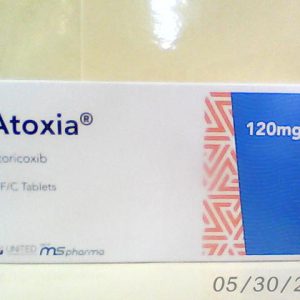 Atoxia®
toricoxib
120mg
F/C Tablets
UNITED
ms pharma
05/30/2